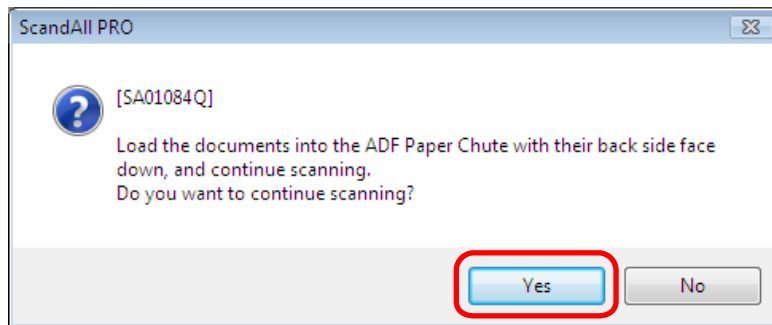 ScandAll PRO
[SA01084Q]
Load the documents into the ADF Paper Chute with their back side face
down, and continue scanning.
Do you want to continue scanning?
Yes
No